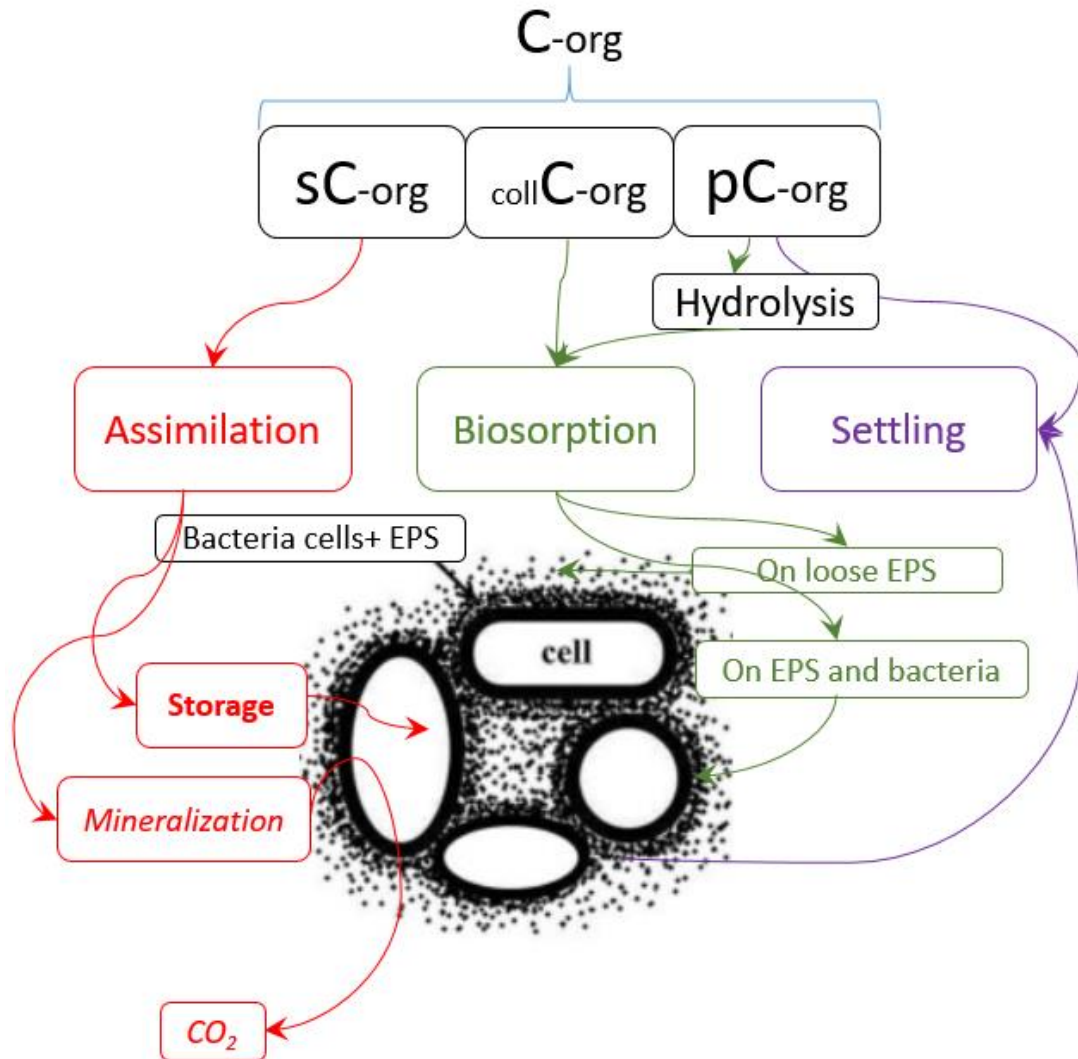 C-org
sC-org
collC-org
pC-org
Hydrolysis
Assimilation
Biosorption
Settling
Bacteria cells+ EPS
On loose EPS
cell
On EPS and bacteria
Storage
Mineralization
CO2